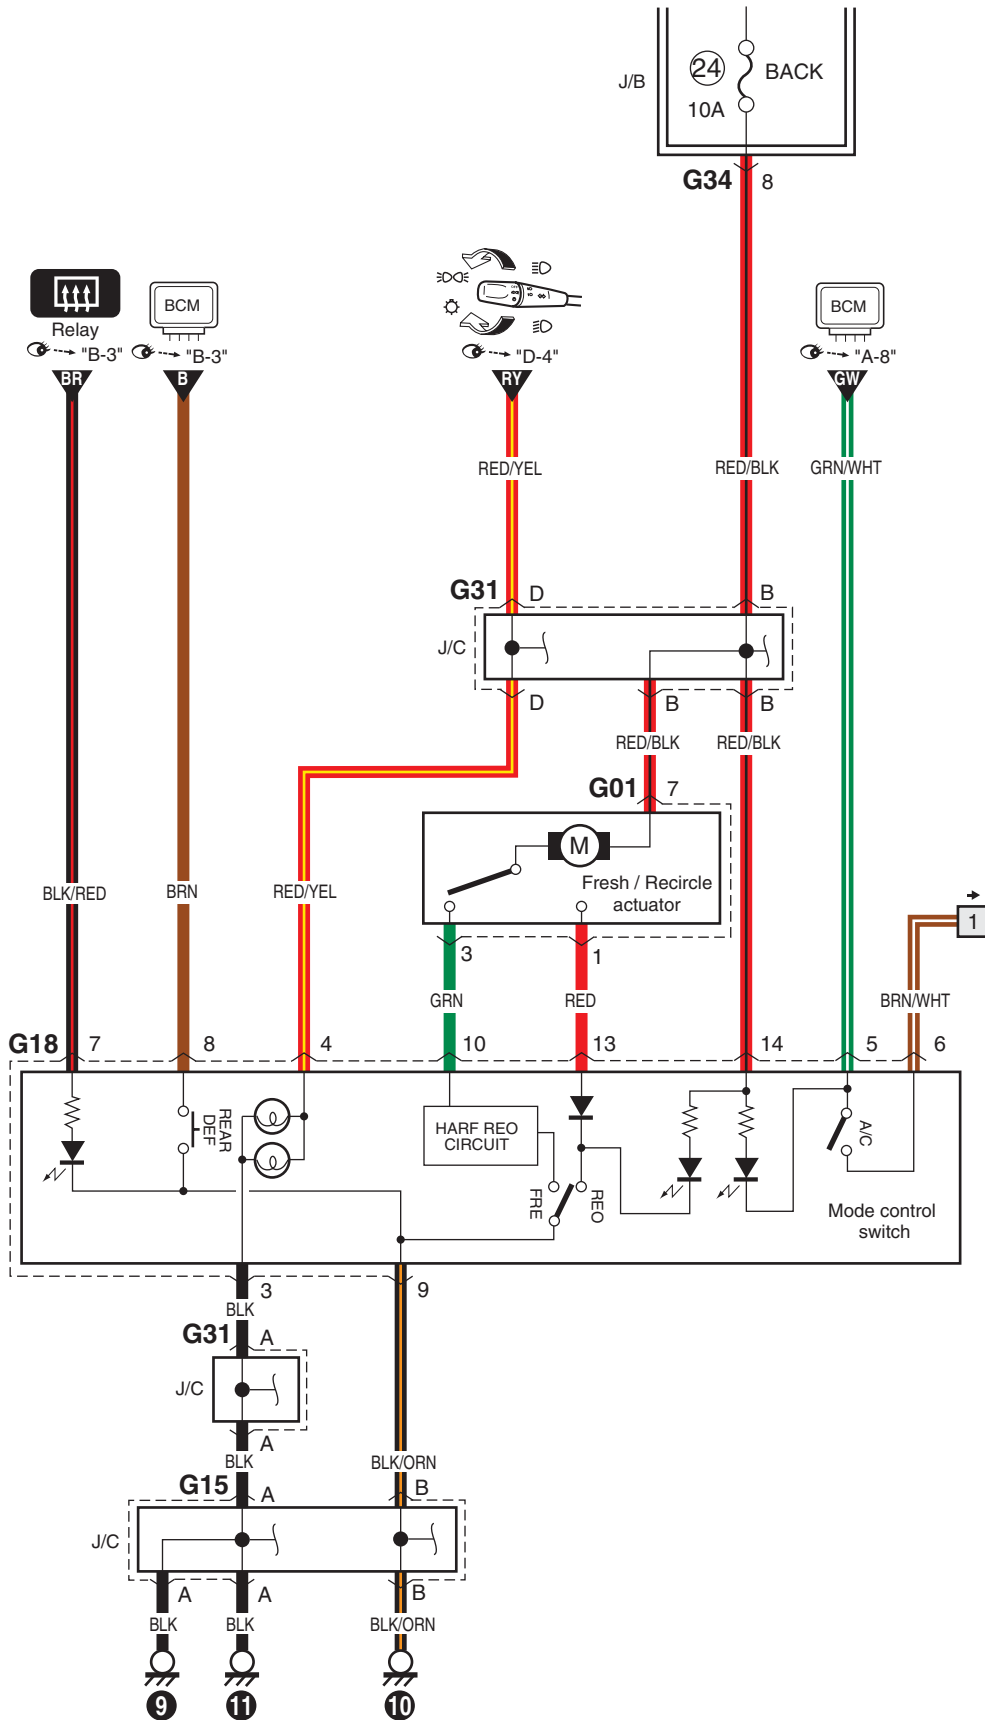 24
BACK
J/B
10A
G34
8
BCM
BCM
Relay
"B-3"
"B-3"
"D-4"
"A-8"
BR
B
RY
GW
RED/YEL
RED/BLK
GRN/WHT
G31
D
B
J/C
D
B
B
RED/BLK
RED/BLK
G01
7
M
Fresh / Recircle
actuator
BLK/RED
BRN
RED/YEL
1
3
1
GRN
RED
BRN/WHT
G18
7
8
4
10
13
14
5
6
REAR
DEF
HARF REO
CIRCUIT
FRE
REO
A/C
Mode control
switch
3
9
BLK
G31
A
J/C
A
BLK
BLK/ORN
G15
A
B
J/C
A
A
B
BLK
BLK
BLK/ORN
9
11
10